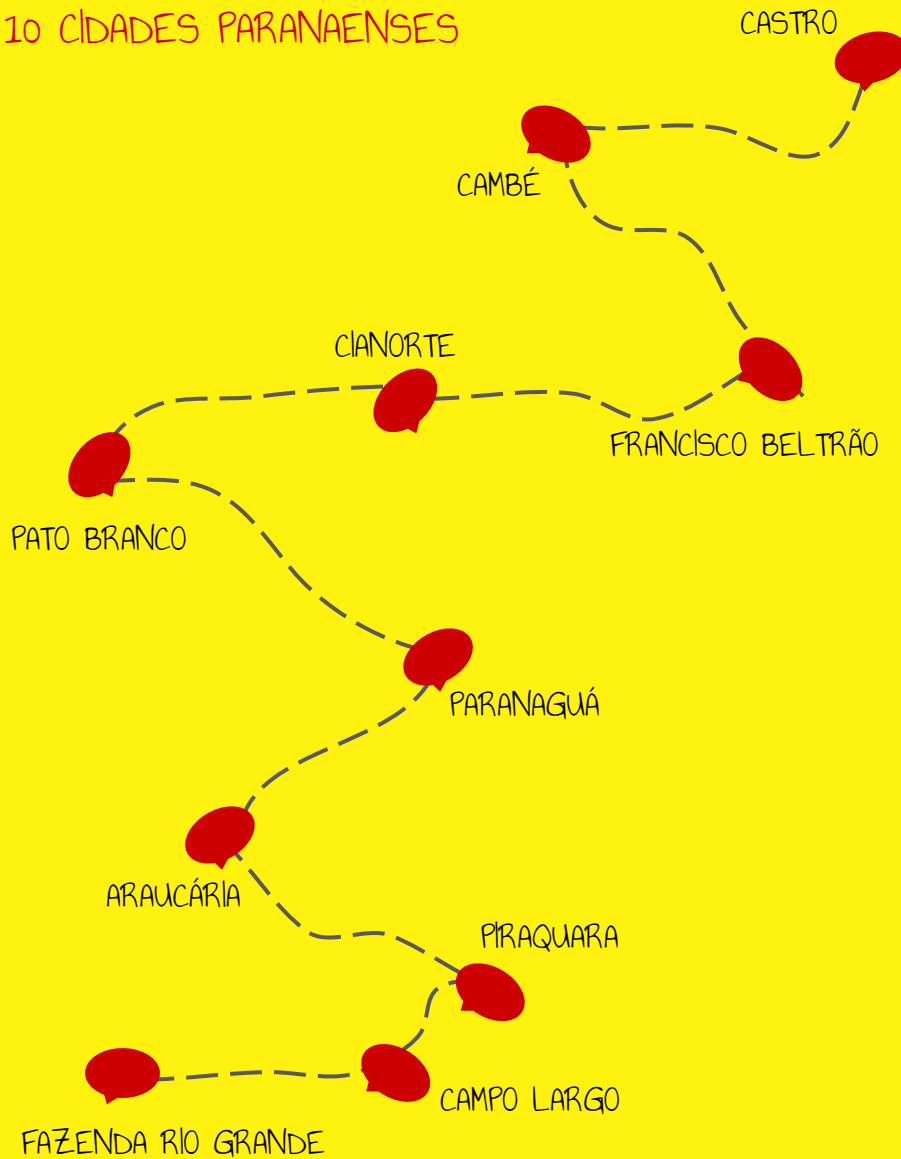 10 CIDADES PARANAENSES
CASTRO
CAMBÉ
CIANORTE
FRANCISCO BELTRÃO
PATO BRANCO
PARANAGUÁ
ARAUCÁRIA
PIRAQUARA
CAMPO LARGO
FAZENDA RIO GRANDE